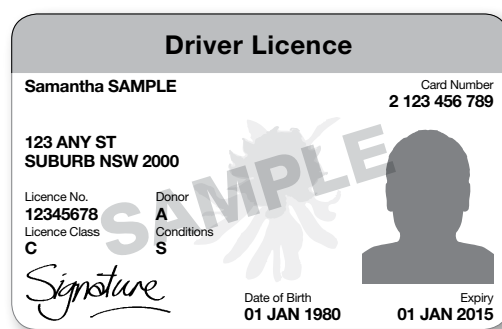 Driver Licence
Samantha SAMPLE
Card Number
2 123 456 789
123 ANY ST
SUBURB NSW 2000
SAMPLE
Licence No. Donor
12345678 A
Licence Class Conditions
C S
Signature
Date of Birth Expiry
01 JAN 1980 01 JAN 2015